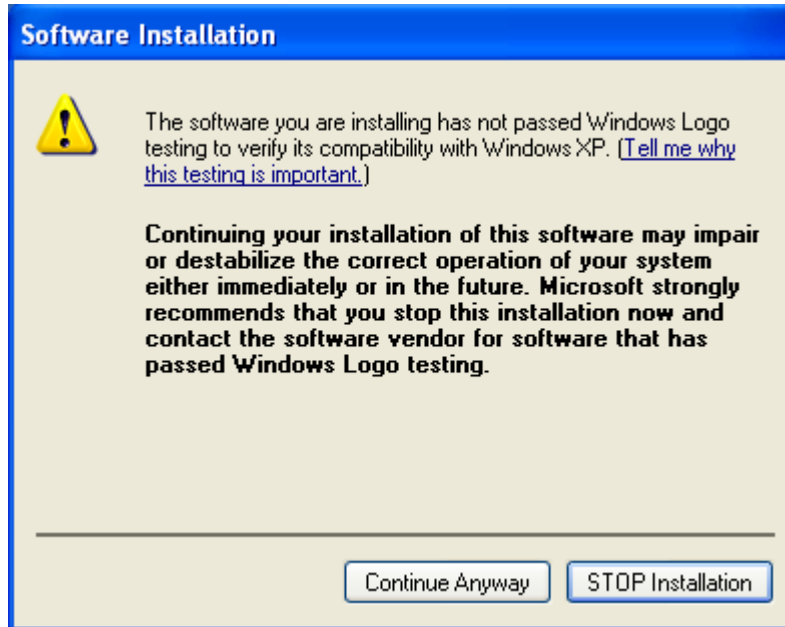 Software Installation
The software you are installing has not passed Windows Logo
testing to verify its compatibility with Windows XP. (Tell me why
this testing is important.)
Continuing your installation of this software may impair
or destabilize the correct operation of your system
either immediately or in the future. Microsoft strongly
recommends that you stop this installation now and
contact the software vendor for software that has
passed Windows Logo testing.
Continue Anyway
STOP Installation